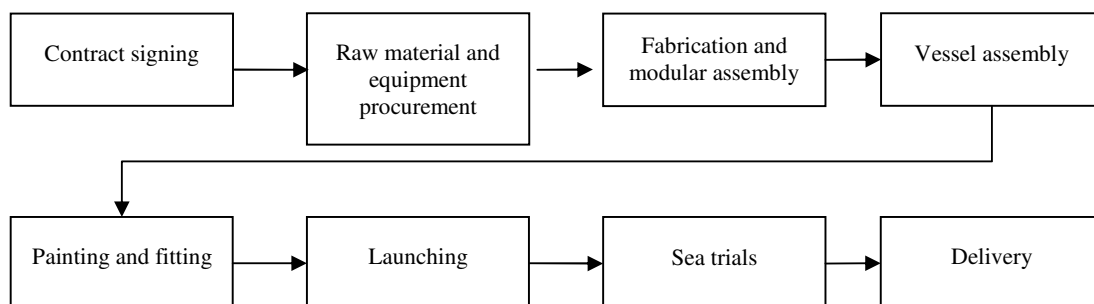 Contract signing
Raw material and
equipment
procurement
Fabrication and
modular assembly
Vessel assembly
Painting and fitting
Launching
Sea trials
Delivery